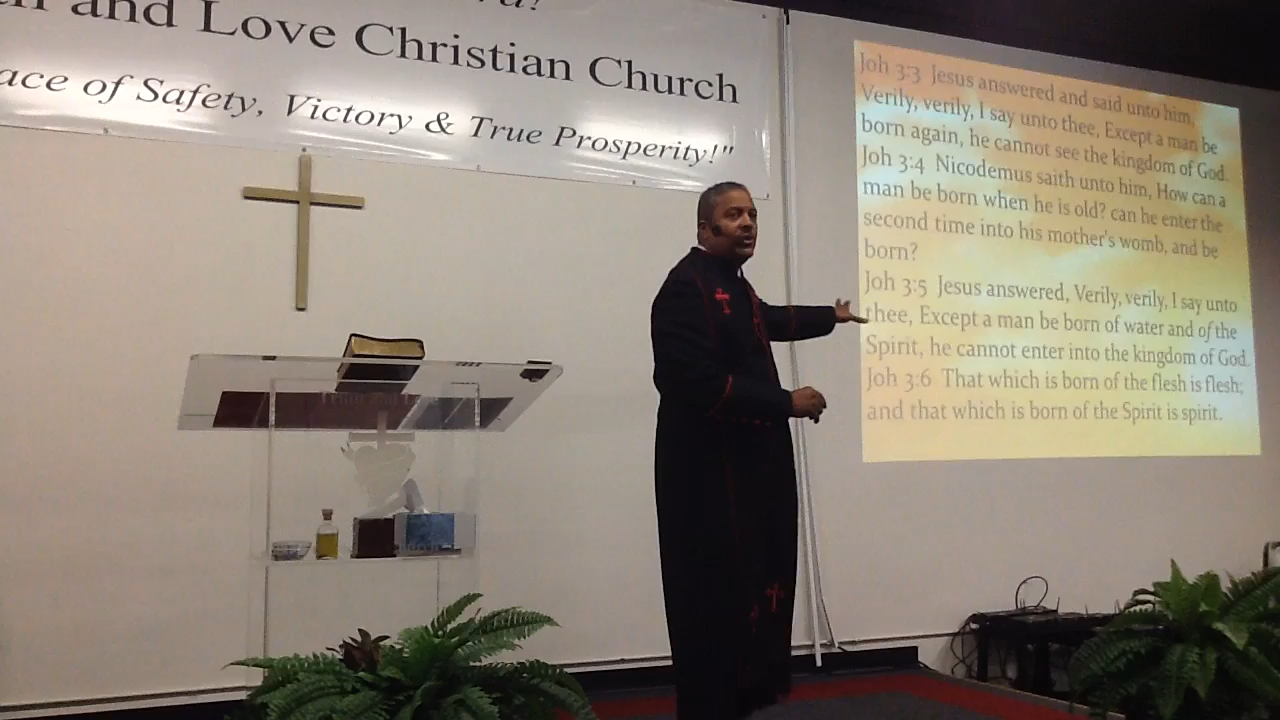 and Love Christian Church
ace of Safety, Victory & True Prosperity!"
Joh 3:3 Jesus answered and said unto him,
Verily, verily, I say unto thee, Except a man be
born again, he cannot see the kingdom of God.
Joh 3:4 Nicodemus saith unto him, How can a
man be born when he is old? can he enter the
second time into his mother's womb, and be
born?
Joh 3:5 Jesus answered, Verily, verily, I say unto
thee, Except a man be born of water and of the
Spirit, he cannot enter into the kingdom of God.
Joh 3:6 That which is born of the flesh is flesh;
and that which is born of the Spirit is spirit.